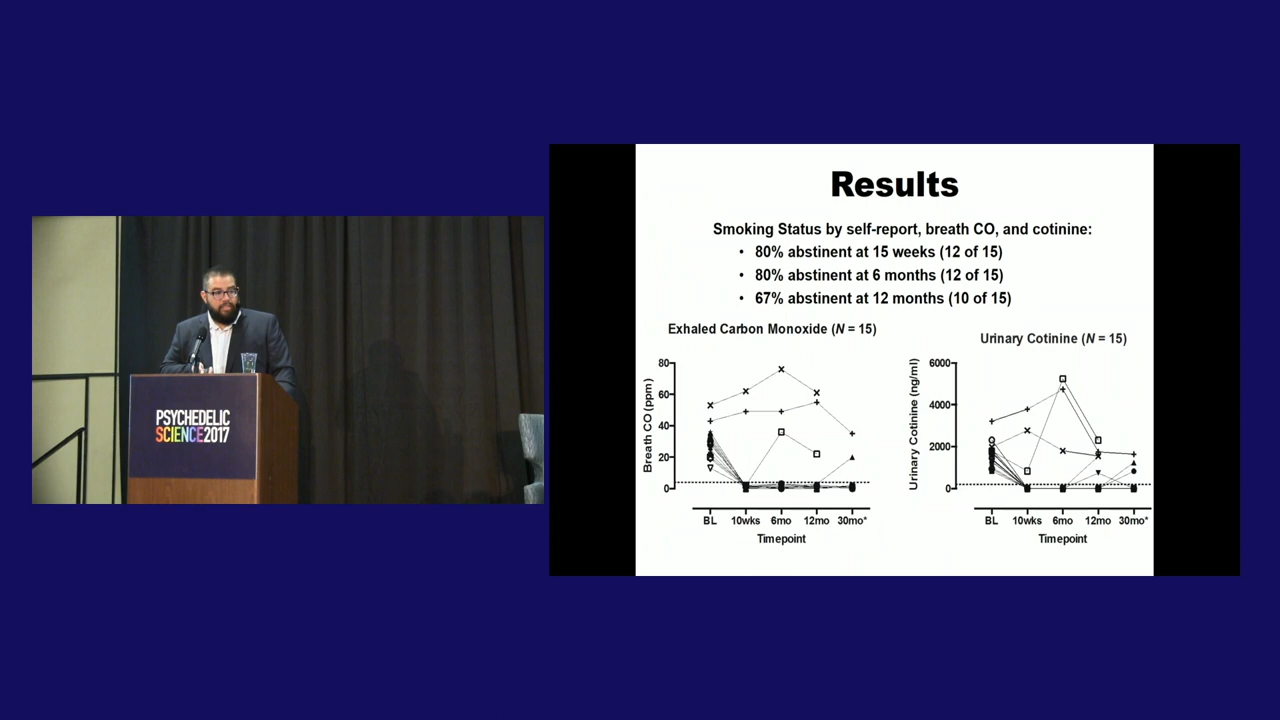 PSYCHEDELIC
SCIENCE2017
Results
Smoking Status by self-report, breath CO, and cotinine:
• 80% abstinent at 15 weeks (12 of 15)
• 80% abstinent at 6 months (12 of 15)
• 67% abstinent at 12 months (10 of 15)
Exhaled Carbon Monoxide (N = 15)
Breath CO (ppm)
80
60
40
20
0
BL 10wks 6mo 12mo 30mo*
Timepoint
Urinary Cotinine (N = 15)
Urinary Cotinine (ng/ml)
6000
4000
2000
0
BL 10wks 6mo 12mo 30mo*
Timepoint